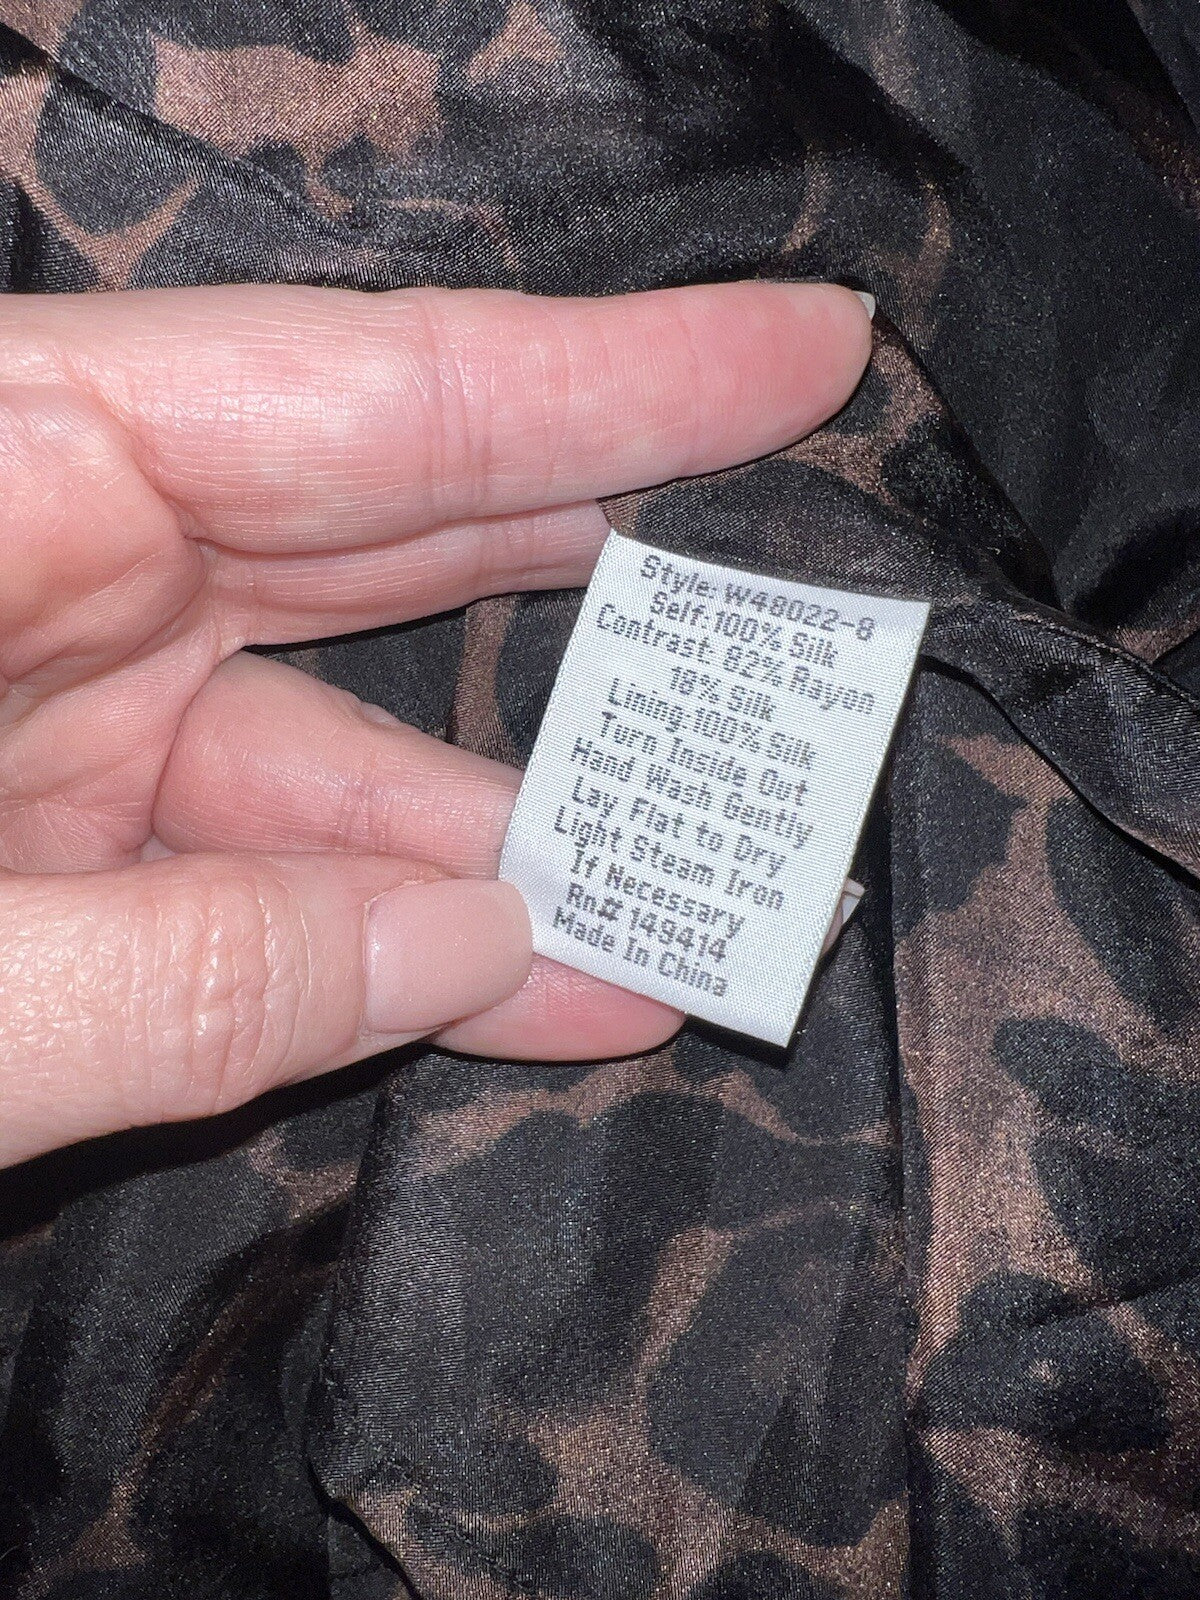 Style: W48022-8
Self:100% Silk
Contrast: 82% Rayon
18% Silk
Lining:100% Silk
Turn Inside Out
Hand Wash Gently
Lay Flat to Dry
Light Steam Iron
If Necessary
Rn# 149414
Made In China